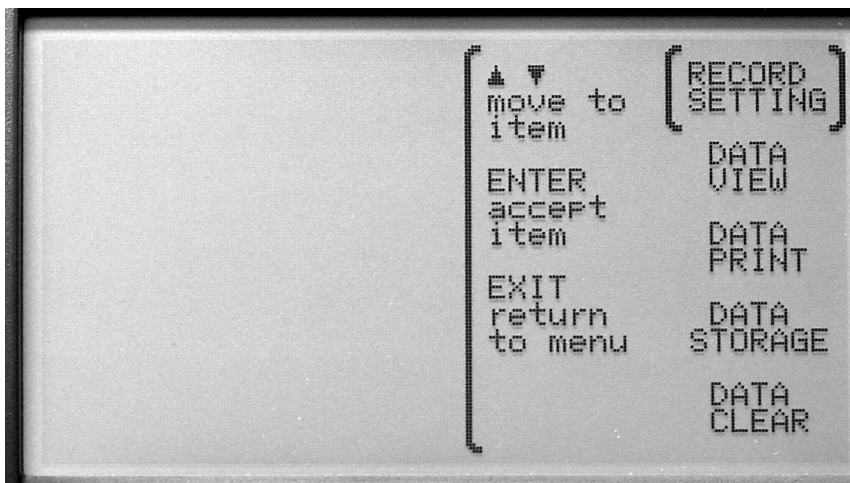 ▲ ▼
move to
item
ENTER
accept
item
EXIT
return
to menu
RECORD
SETTING
DATA
VIEW
DATA
PRINT
DATA
STORAGE
DATA
CLEAR